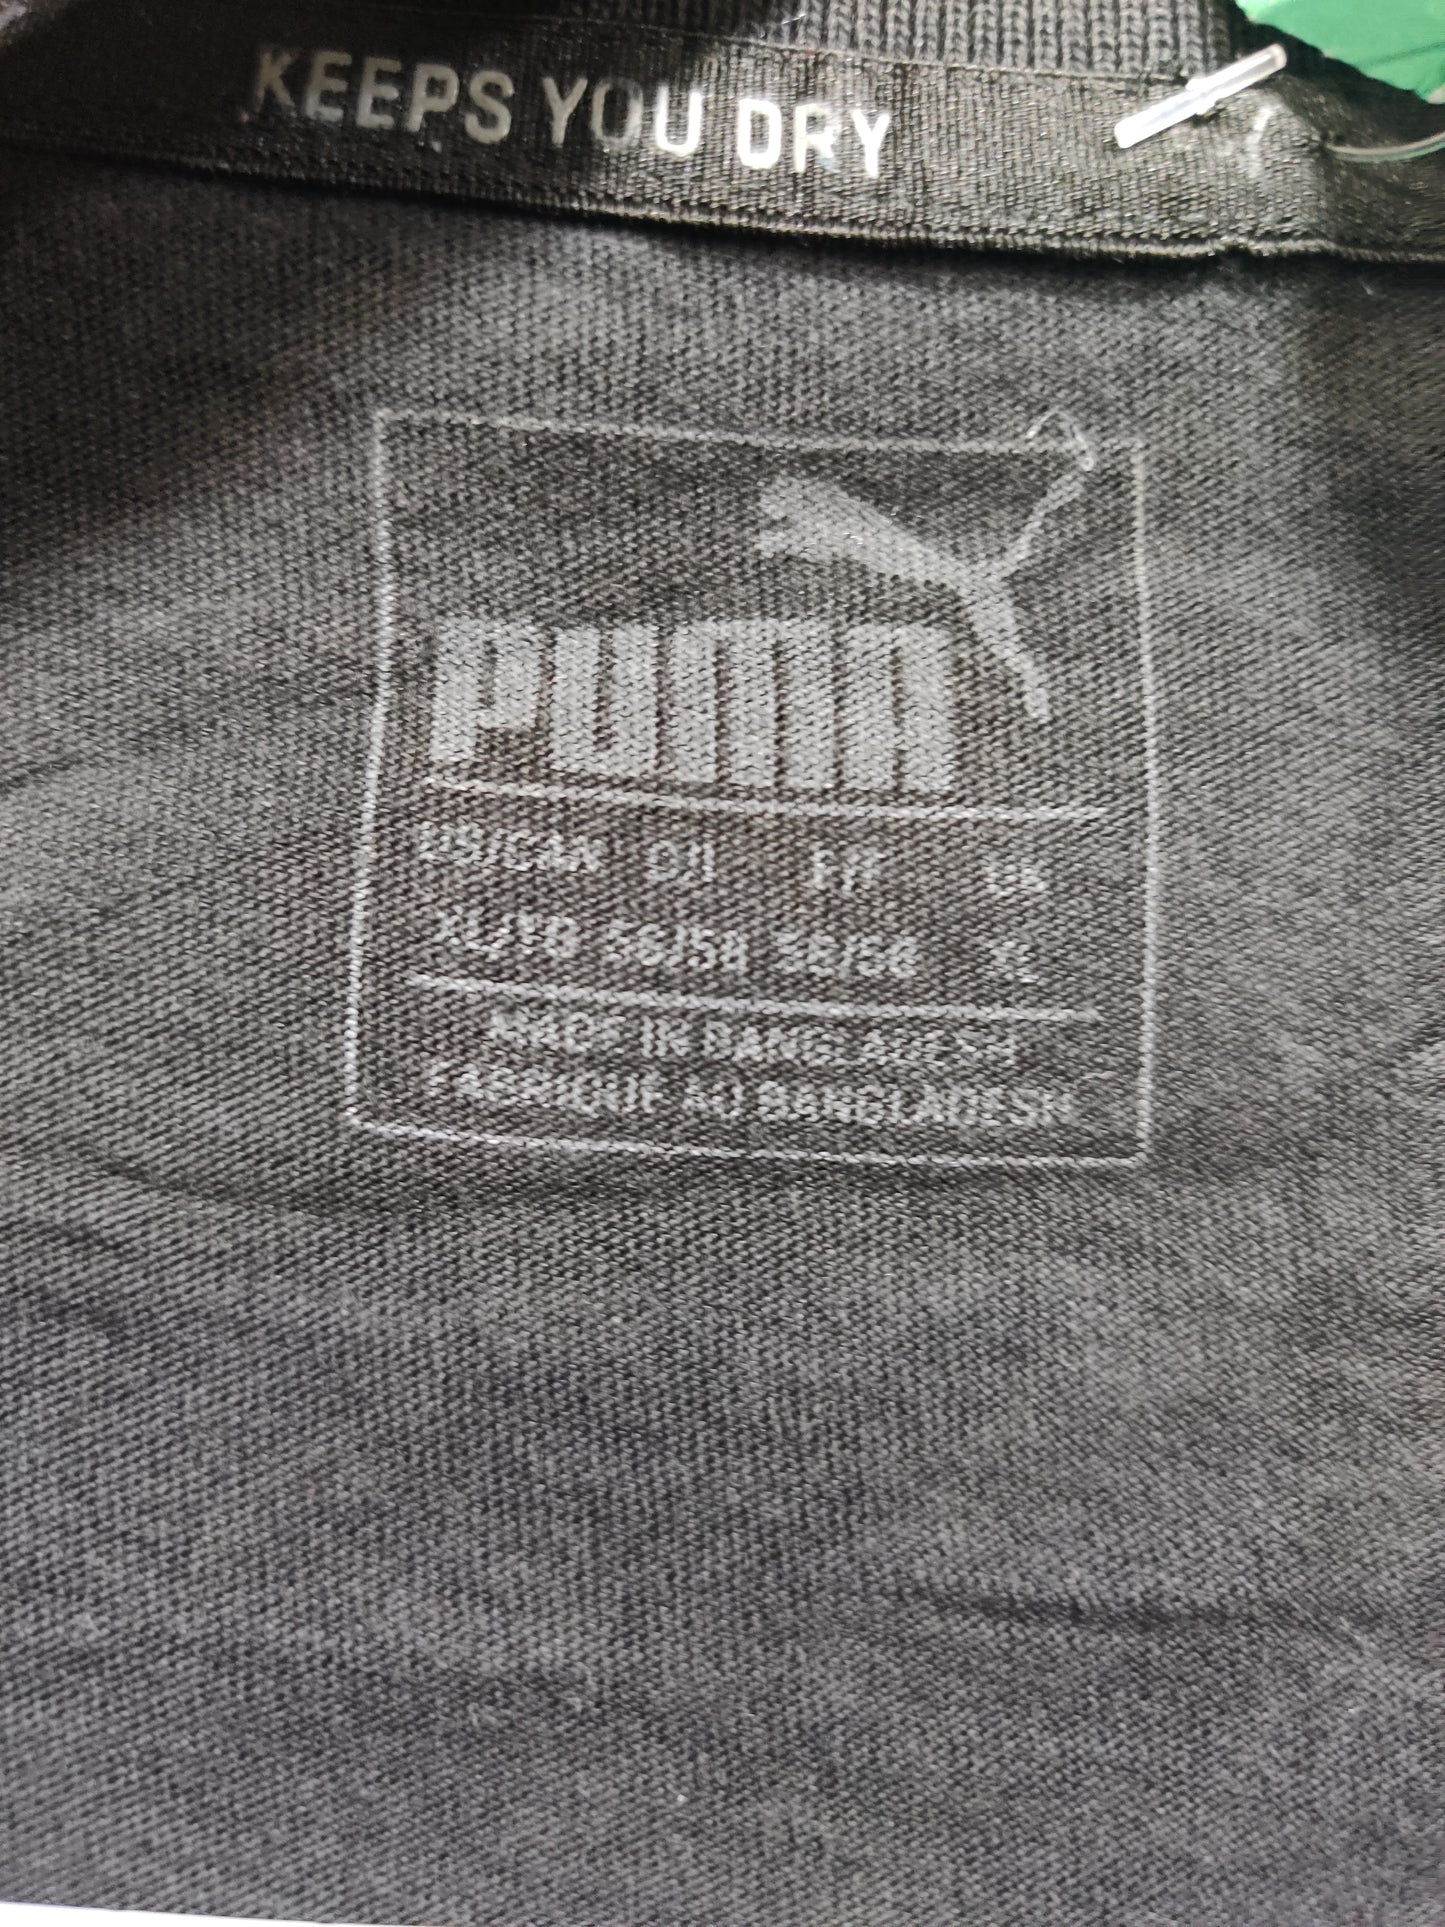 KEEPS YOU DRY
PUMA
US/CAN D/I F/I UK
XL/TG 56/58 56/58 XL
MADE IN BANGLADESH
FABRIQUE AU BANGLADESH